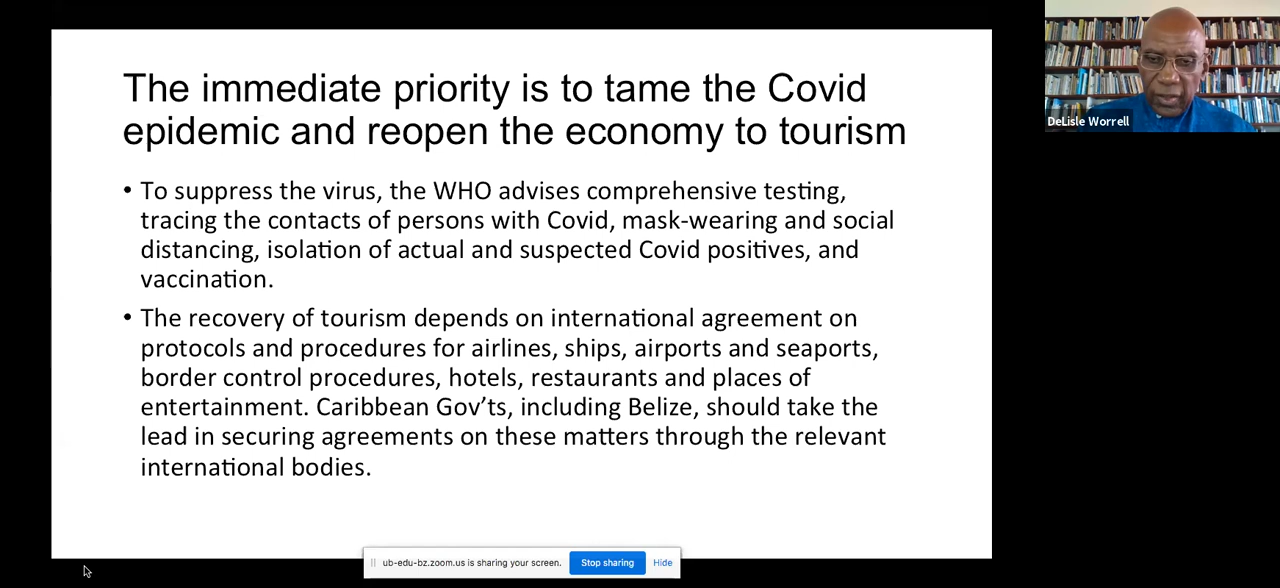 The immediate priority is to tame the Covid
epidemic and reopen the economy to tourism
• To suppress the virus, the WHO advises comprehensive testing,
tracing the contacts of persons with Covid, mask-wearing and social
distancing, isolation of actual and suspected Covid positives, and
vaccination.
• The recovery of tourism depends on international agreement on
protocols and procedures for airlines, ships, airports and seaports,
border control procedures, hotels, restaurants and places of
entertainment. Caribbean Gov’ts, including Belize, should take the
lead in securing agreements on these matters through the relevant
international bodies.
DeLisle Worrell
ub-edu-bz.zoom.us is sharing your screen. Stop sharing Hide